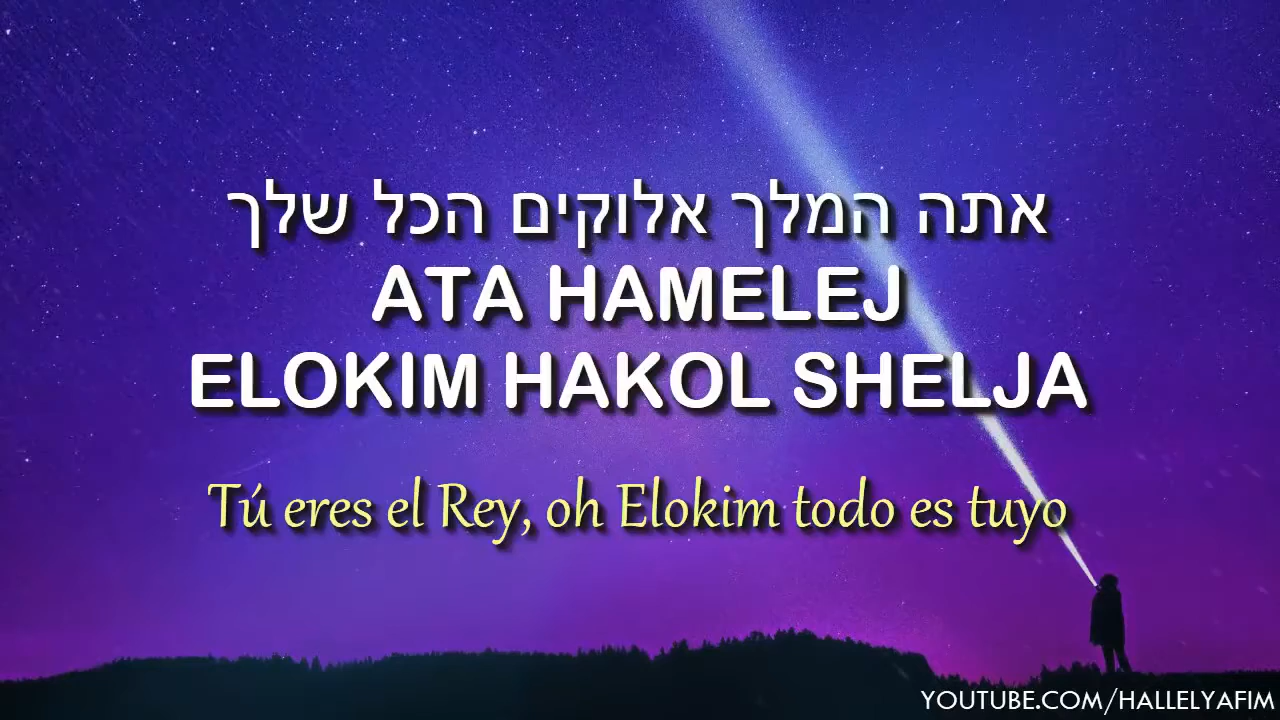 אתה המלך אלוקים הכל שלך
ATA HAMELEJ
ELOKIM HAKOL SHELJA
Tú eres el Rey, oh Elokim todo es tuyo
YOUTUBE.COM/HALLELYAFIM